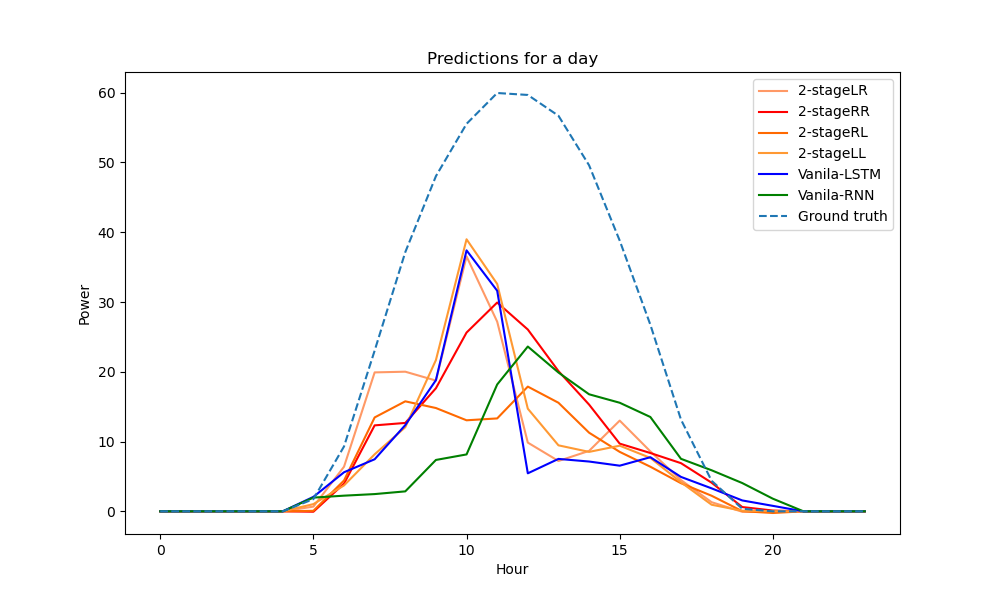 Predictions for a day
60
50
40
30
20
10
0
Power
0 5 10 15 20
Hour
2-stageLR
2-stageRR
2-stageRL
2-stageLL
Vanila-LSTM
Vanila-RNN
Ground truth